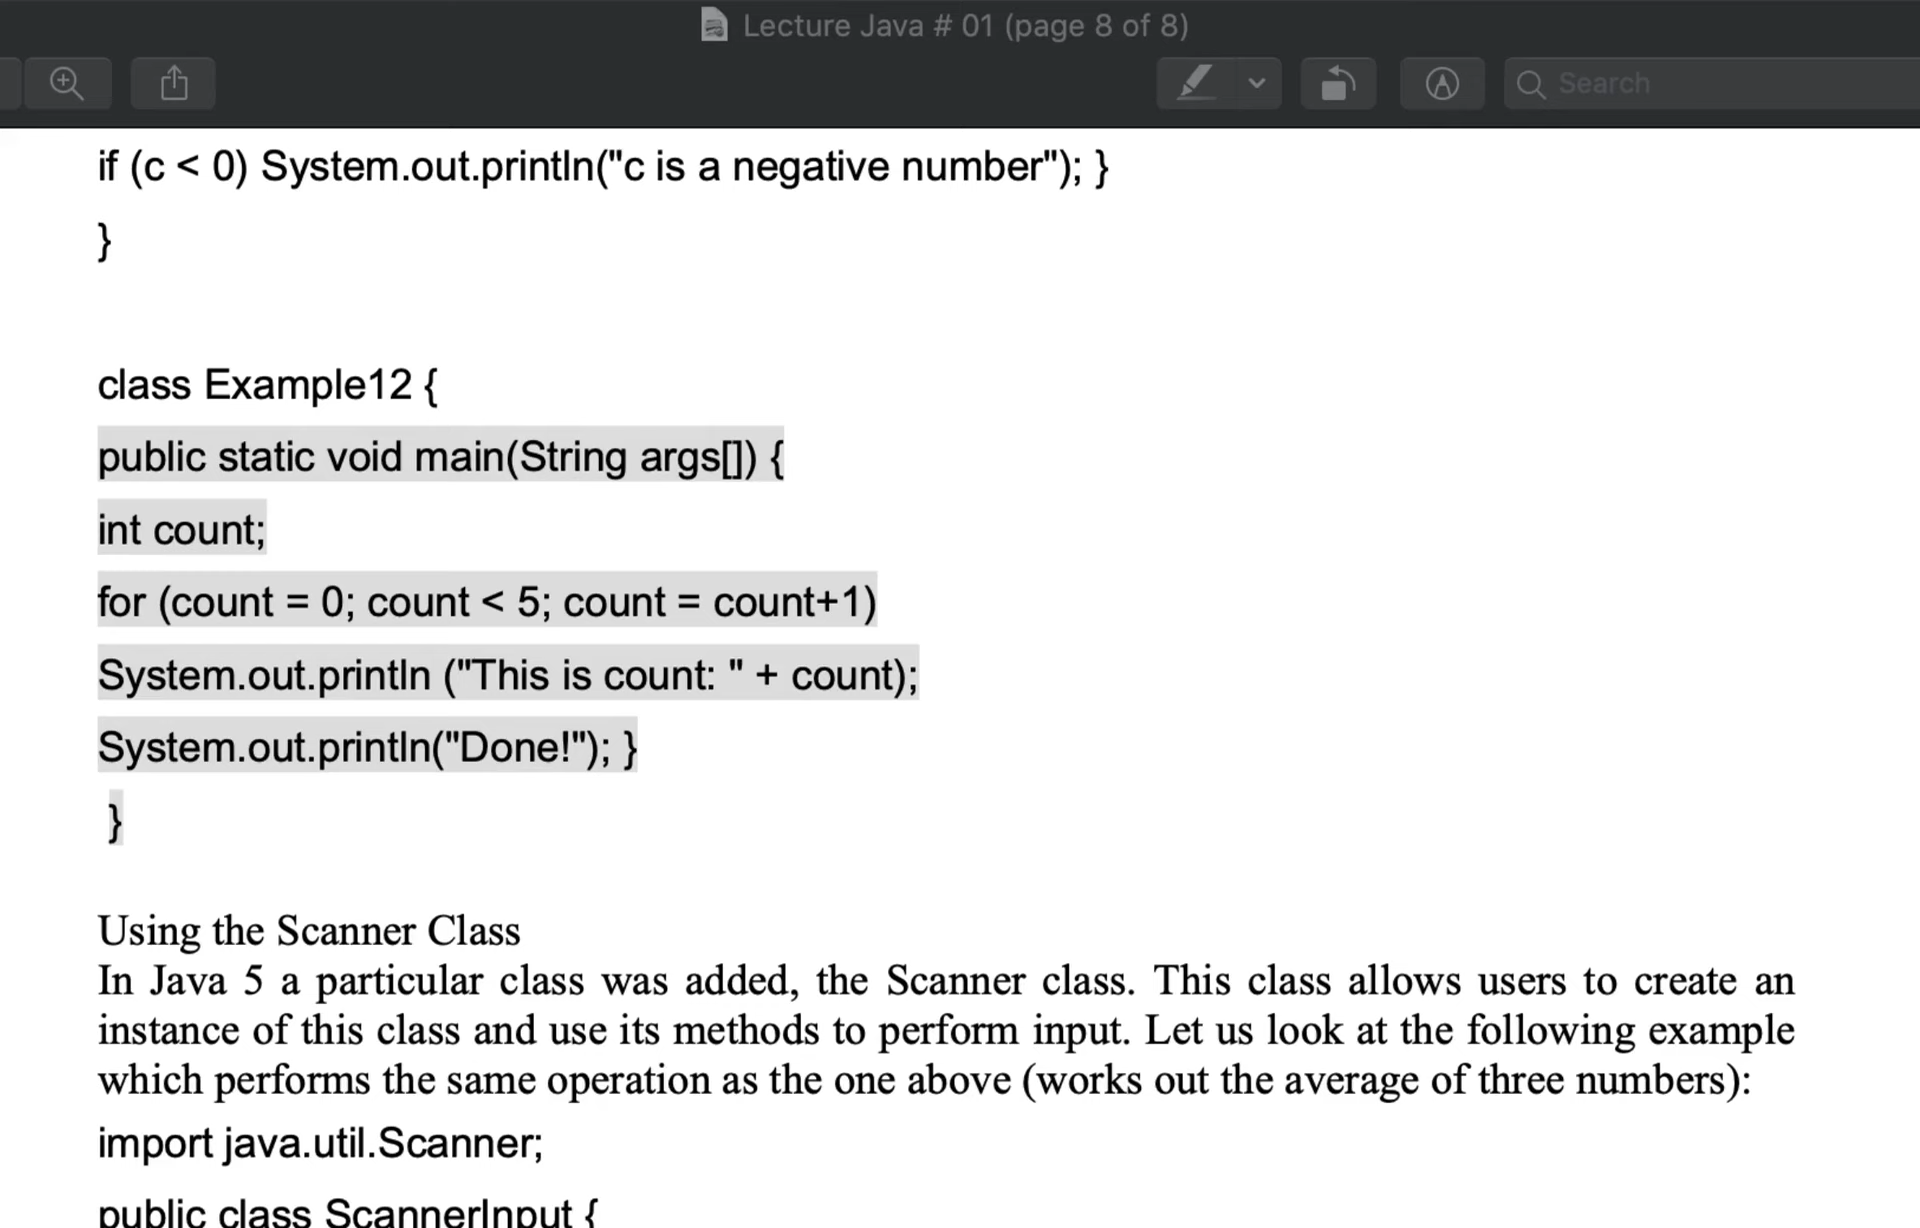 Lecture Java # 01 (page 8 of 8)
Search
if (c < 0) System.out.println("c is a negative number"); }
}
class Example12 {
public static void main(String args[]) {
int count;
for (count = 0; count < 5; count = count+1)
System.out.println ("This is count: " + count);
System.out.println("Done!"); }
}
Using the Scanner Class
In Java 5 a particular class was added, the Scanner class. This class allows users to create an
instance of this class and use its methods to perform input. Let us look at the following example
which performs the same operation as the one above (works out the average of three numbers):
import java.util.Scanner;
public class ScannerInput {